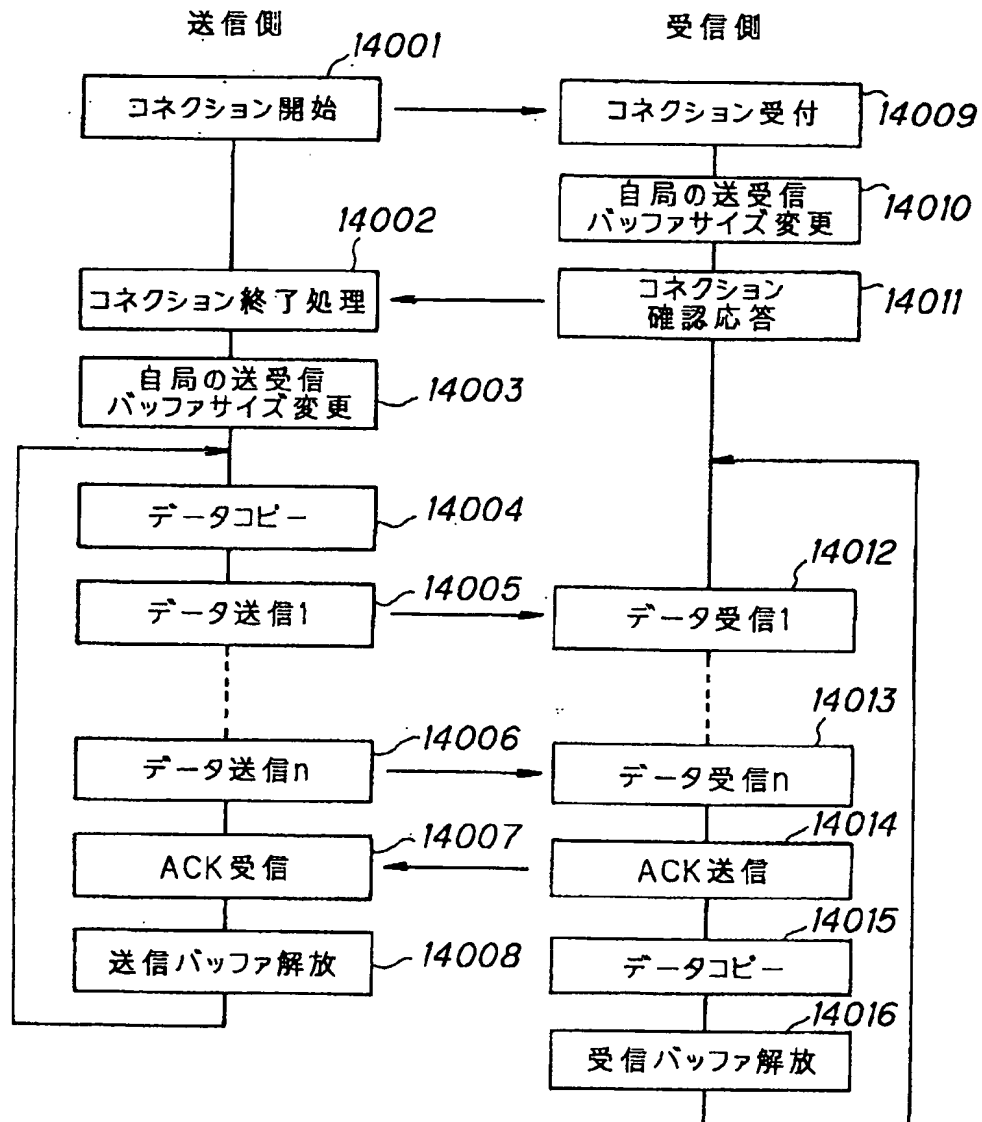 送信側
受信側
14001
コネクション開始
コネクション受付
14009
自局の送受信
バッファサイズ変更
14010
14002
コネクション終了処理
コネクション
確認応答
14011
自局の送受信
バッファサイズ変更
14003
データコピー
14004
14012
データ送信1
14005
データ受信1
14013
データ送信n
14006
データ受信n
14014
ACK受信
14007
ACK送信
14015
送信バッファ解放
14008
データコピー
14016
受信バッファ解放